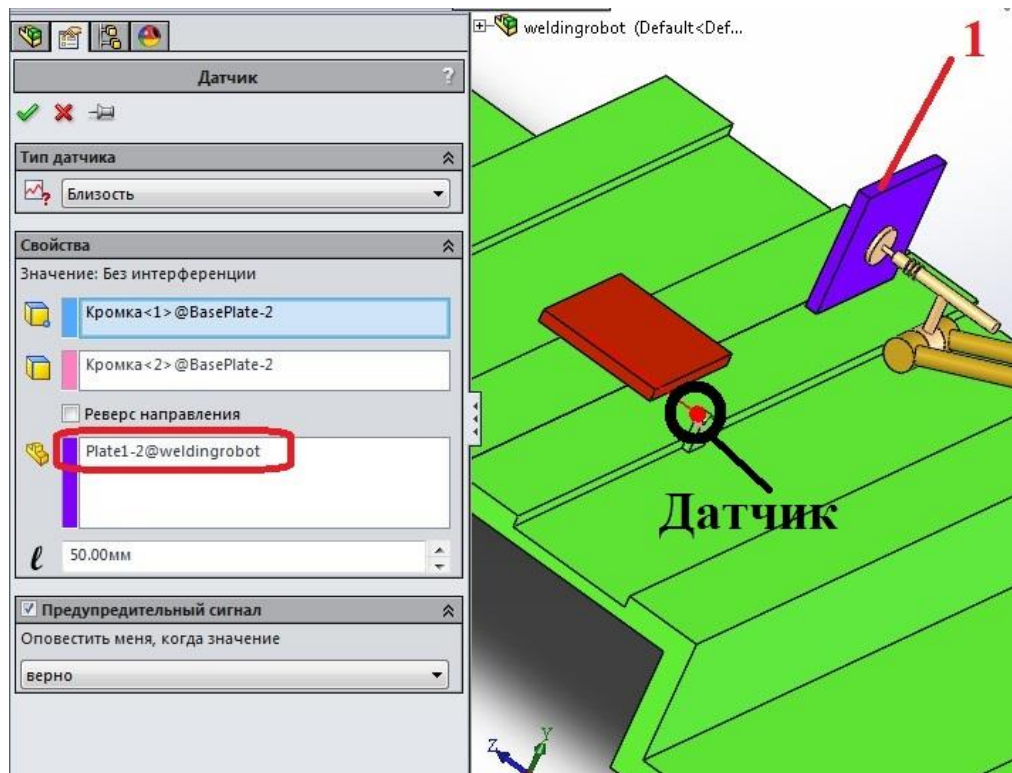 weldingrobot (Default<Def...
1
Датчик
?
Тип датчика
Близость
Свойства
Значение: Без интерференции
Кромка<1>@BasePlate-2
Кромка<2>@BasePlate-2
Реверс направления
Plate1-2@weldingrobot
50.00мм
Предупредительный сигнал
Оповестить меня, когда значение
верно
Датчик
Z
Y